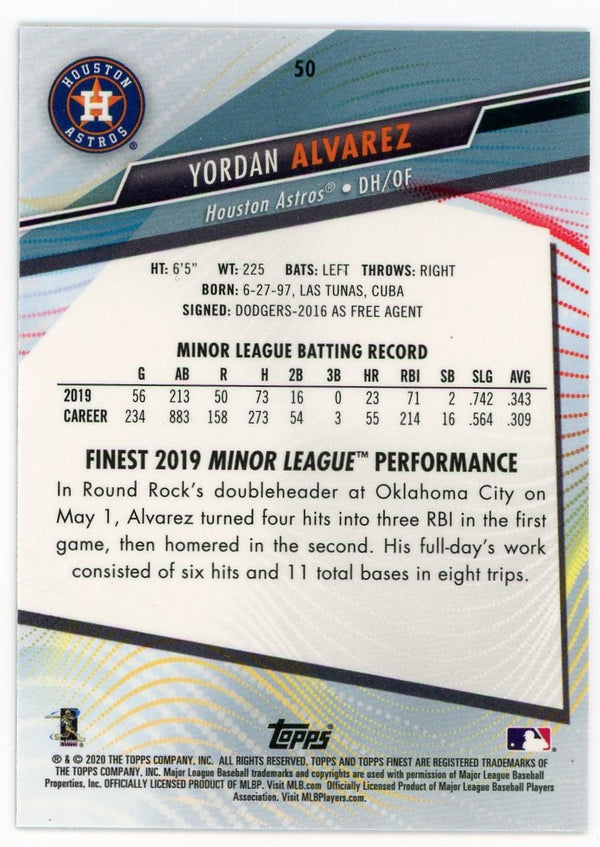 50
HOUSTON
H
ASTROS®
YORDAN ALVAREZ
Houston Astros® • DH/OF
HT: 6'5" WT: 225 BATS: LEFT THROWS: RIGHT
BORN: 6-27-97, LAS TUNAS, CUBA
SIGNED: DODGERS-2016 AS FREE AGENT
MINOR LEAGUE BATTING RECORD
G AB R H 2B 3B HR RBI SB SLG AVG
2019 56 213 50 73 16 0 23 71 2 .742 .343
CAREER 234 883 158 273 54 3 55 214 16 .564 .309
FINEST 2019 MINOR LEAGUE™ PERFORMANCE
In Round Rock's doubleheader at Oklahoma City on
May 1, Alvarez turned four hits into three RBI in the first
game, then homered in the second. His full-day's work
consisted of six hits and 11 total bases in eight trips.
Topps®
® & © 2020 THE TOPPS COMPANY, INC. ALL RIGHTS RESERVED. TOPPS AND TOPPS FINEST ARE REGISTERED TRADEMARKS OF
THE TOPPS COMPANY, INC. Major League Baseball trademarks and copyrights are used with permission of Major League Baseball
Properties, Inc. OFFICIALLY LICENSED PRODUCT OF MLBP. Visit MLB.com Officially Licensed Product of Major League Baseball Players
Association. Visit MLBPlayers.com.